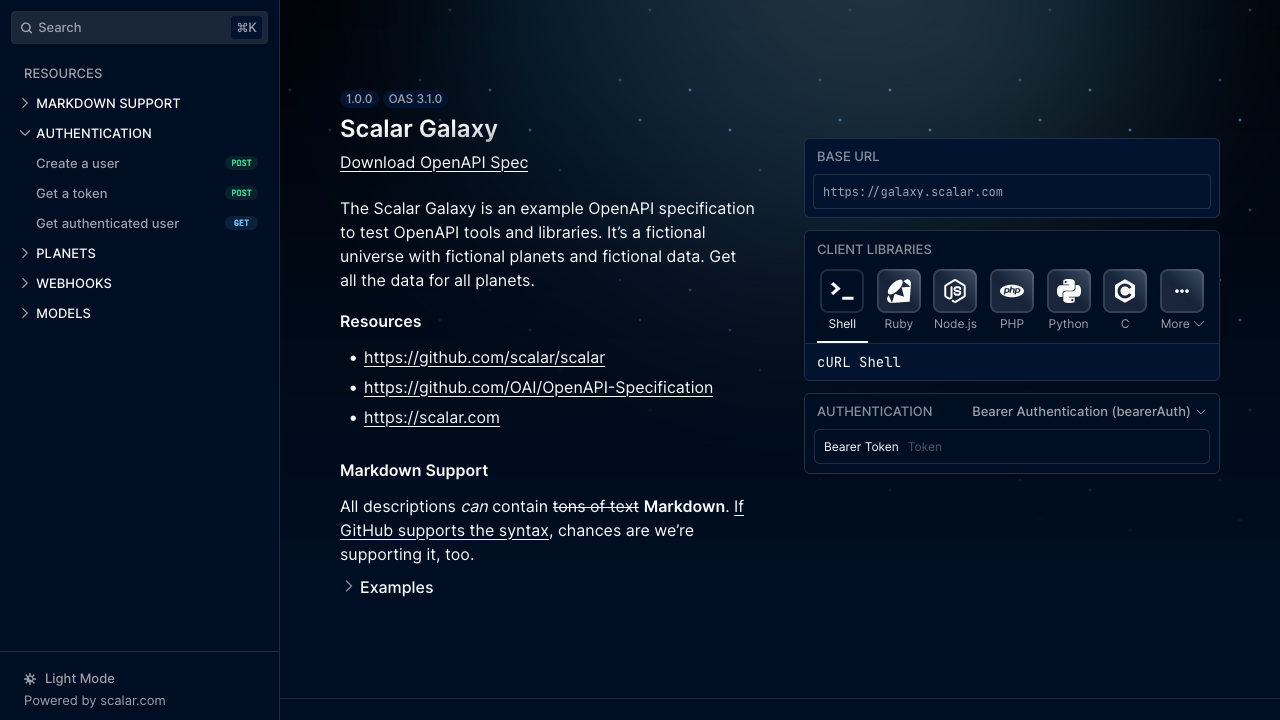 Search
⌘K
RESOURCES
MARKDOWN SUPPORT
AUTHENTICATION
Create a user POST
Get a token POST
Get authenticated user GET
PLANETS
WEBHOOKS
MODELS
Light Mode
Powered by scalar.com
1.0.0 OAS 3.1.0
Scalar Galaxy
Download OpenAPI Spec
The Scalar Galaxy is an example OpenAPI specification
to test OpenAPI tools and libraries. It’s a fictional
universe with fictional planets and fictional data. Get
all the data for all planets.
Resources
• https://github.com/scalar/scalar
• https://github.com/OAI/OpenAPI-Specification
• https://scalar.com
Markdown Support
All descriptions can contain tons of text Markdown. If
GitHub supports the syntax, chances are we’re
supporting it, too.
Examples
BASE URL
https://galaxy.scalar.com
CLIENT LIBRARIES
JS php
Shell Ruby Node.js PHP Python C More
cURL Shell
AUTHENTICATION Bearer Authentication (bearerAuth)
Bearer Token Token